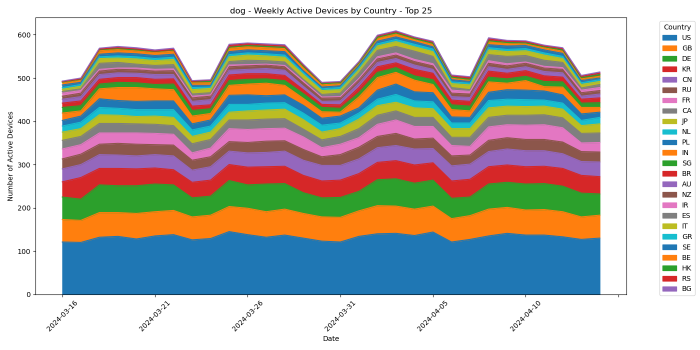 dog - Weekly Active Devices by Country - Top 25
Number of Active Devices
600
500
400
300
200
100
0
2024-03-16
2024-03-21
2024-03-26
2024-03-31
2024-04-05
2024-04-10
Date
Country
US
GB
DE
KR
CN
RU
FR
CA
JP
NL
PL
IN
SG
BR
AU
NZ
IR
ES
IT
GR
SE
BE
HK
RS
BG